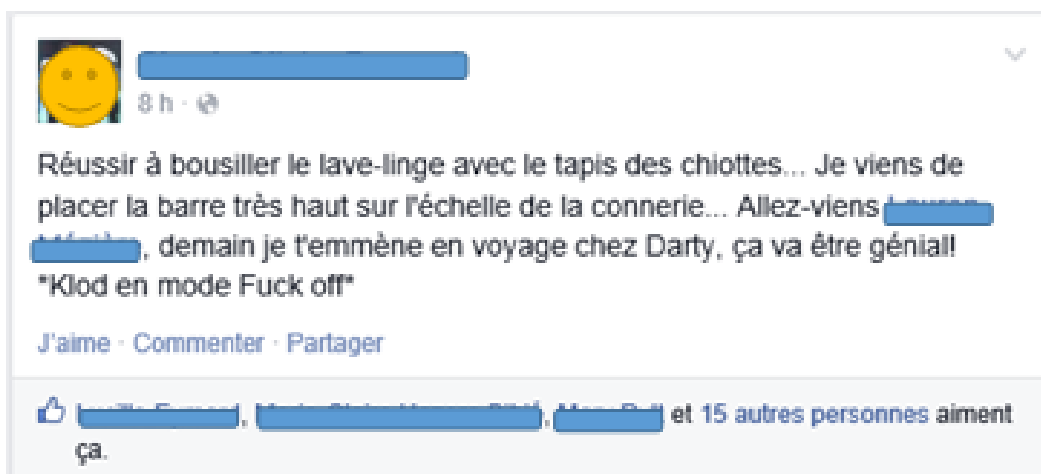 8 h
Réussir à bousiller le lave-linge avec le tapis des chiottes... Je viens de
placer la barre très haut sur l'échelle de la connerie... Allez-viens
, demain je t'emmène en voyage chez Darty, ça va être génial!
*Klod en mode Fuck off*
J'aime · Commenter · Partager
, , et 15 autres personnes aiment
ça.